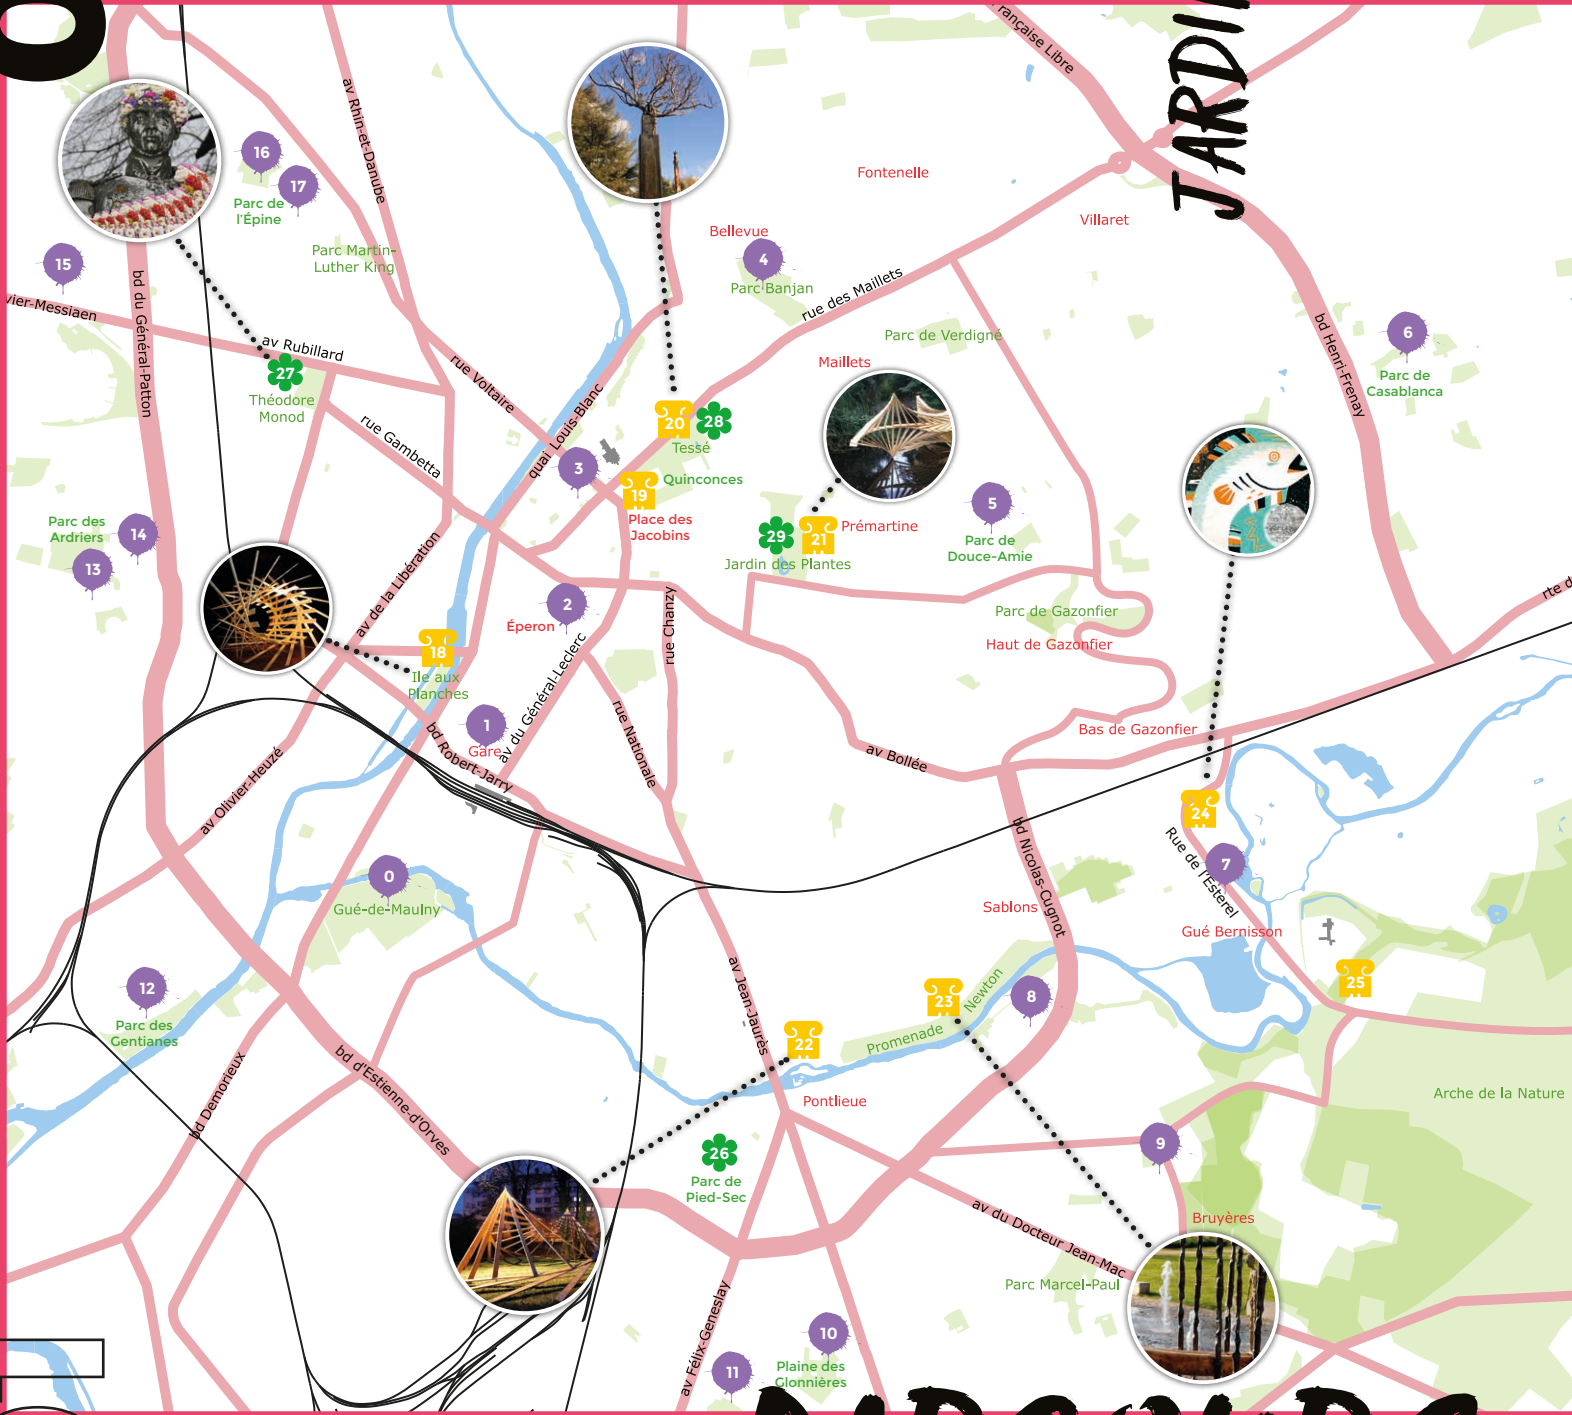 JARDI
rançaise Libre
av Rhin-et-Danube
16
17
Parc de
l'Épine
Parc Martin-
Luther King
15
vier-Messiaen
bd du Général-Patton
av Rubillard
27
Théodore
Monod
rue Voltaire
rue Gambetta
quai Louis-Blanc
Fontenelle
Villaret
Bellevue
4
Parc Banjan
rue des Maillets
Parc de Verdigné
Maillets
bd Henri-Frenay
6
Parc de
Casablanca
20
28
Tessé
3
19
Quinconces
Place des
Jacobins
29
21
Prémartine
Jardin des Plantes
5
Parc de
Douce-Amie
Parc des
Ardriers
14
13
av de la Libération
2
Éperon
rue Chanzy
Parc de Gazonfier
Haut de Gazonfier
rte d
18
Ile aux
Planches
1
Gare
av du Général-Leclerc
bd Robert-Jarry
rue Nationale
av Bollée
Bas de Gazonfier
av Olivier-Heuzé
24
7
Rue de l'Esterel
bd Nicolas-Cugnot
0
Gué-de-Maulny
Sablons
Gué Bernisson
25
12
Parc des
Gentianes
av Jean-Jaurès
23
Newton
Promenade
8
22
bd Demorieux
bd d'Estienne-d'Orves
Pontlieue
Arche de la Nature
26
Parc de
Pied-Sec
9
Bruyères
av du Docteur Jean-Mac
Parc Marcel-Paul
av Félix-Geneslay
10
Plaine des
Glonnières
11